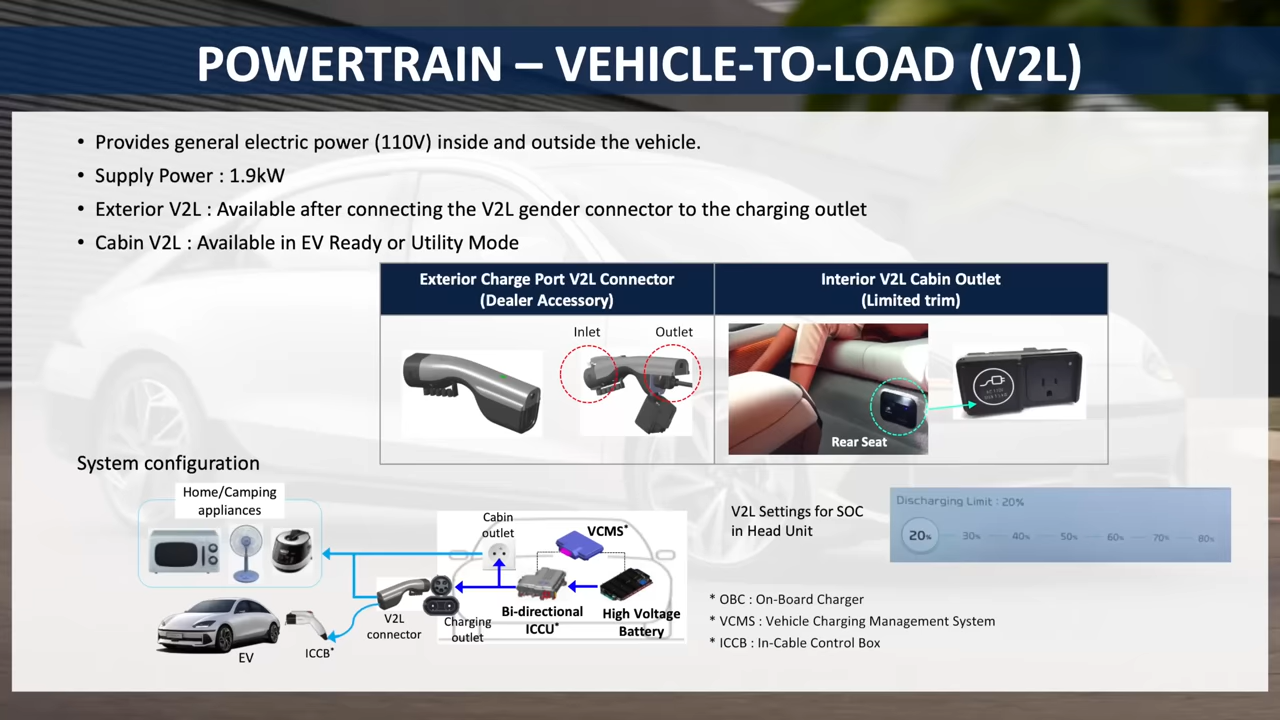 POWERTRAIN – VEHICLE-TO-LOAD (V2L)
• Provides general electric power (110V) inside and outside the vehicle.
• Supply Power : 1.9kW
• Exterior V2L : Available after connecting the V2L gender connector to the charging outlet
• Cabin V2L : Available in EV Ready or Utility Mode
Exterior Charge Port V2L Connector
(Dealer Accessory)
Interior V2L Cabin Outlet
(Limited trim)
Inlet
Outlet
Rear Seat
System configuration
Home/Camping
appliances
Cabin
outlet
VCMS*
V2L
connector
Charging
outlet
Bi-directional
ICCU*
High Voltage
Battery
EV
ICCB*
V2L Settings for SOC
in Head Unit
Discharging Limit : 20%
20% 30% 40% 50% 60% 70% 80%
* OBC : On-Board Charger
* VCMS : Vehicle Charging Management System
* ICCB : In-Cable Control Box